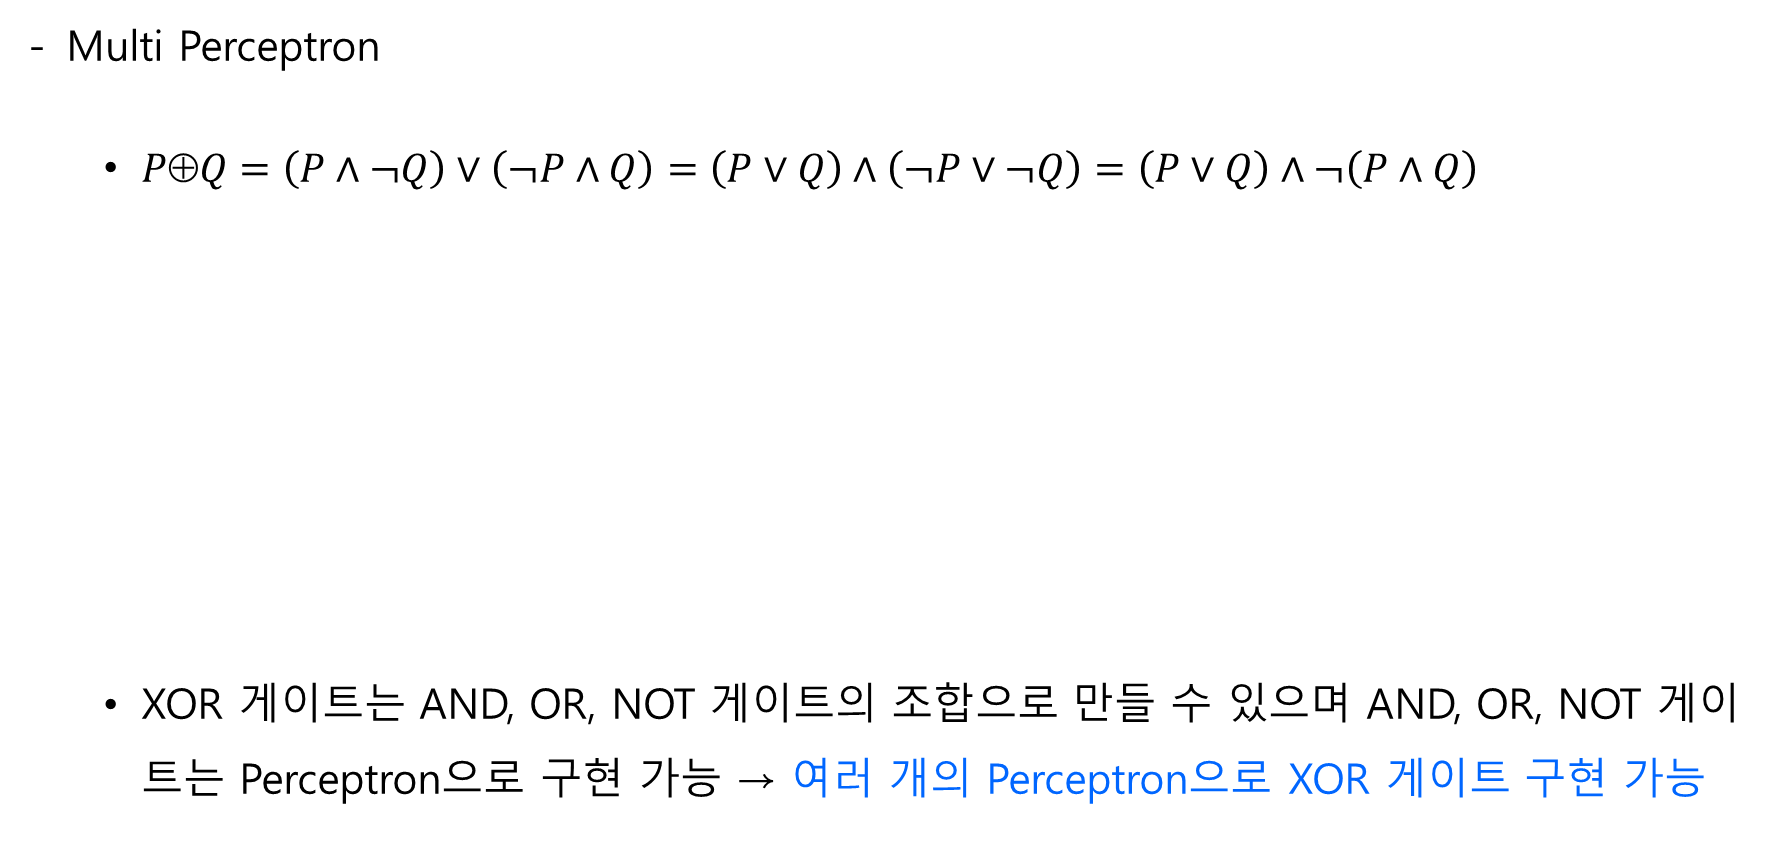 - Multi Perceptron
• P⊕Q = (P ∧ ¬Q) ∨ (¬P ∧ Q) = (P ∨ Q) ∧ (¬P ∨ ¬Q) = (P ∨ Q) ∧ ¬(P ∧ Q)
• XOR 게이트는 AND, OR, NOT 게이트의 조합으로 만들 수 있으며 AND, OR, NOT 게이
트는 Perceptron으로 구현 가능 → 여러 개의 Perceptron으로 XOR 게이트 구현 가능